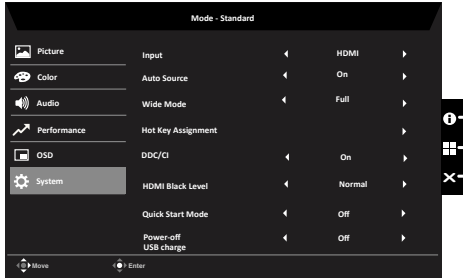 Mode - Standard
Picture
Color
Audio
Performance
OSD
System
Input HDMI
Auto Source On
Wide Mode Full
Hot Key Assignment
DDC/CI On
HDMI Black Level Normal
Quick Start Mode Off
Power-off Off
USB charge
Move Enter